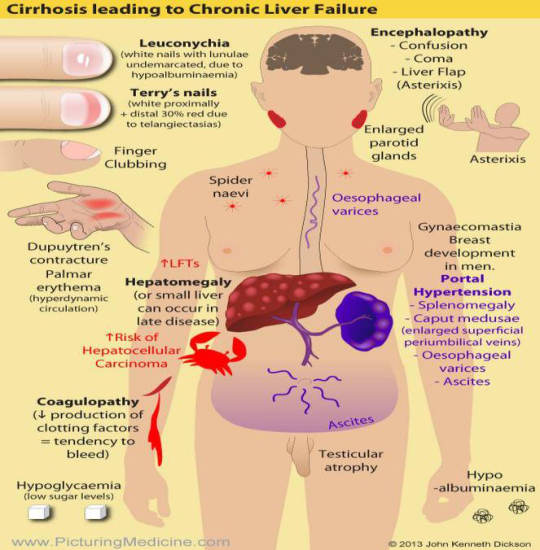 Cirrhosis leading to Chronic Liver Failure
Leuconychia
(white nails with lunulae
undemarcated, due to
hypoalbuminaemia)
Terry's nails
(white proximally
+ distal 30% red due
to telangiectasias)
Finger
Clubbing
Encephalopathy
- Confusion
- Coma
- Liver Flap
(Asterixis)
Enlarged
parotid
glands
Asterixis
Spider
naevi
Oesophageal
varices
Dupuytren's
contracture
Palmar
erythema
(hyperdynamic
circulation)
Gynaecomastia
Breast
development
in men.
↑LFTs
Hepatomegaly
(or small liver
can occur in
late disease)
Portal
Hypertension
- Splenomegaly
- Caput medusae
(enlarged superficial
periumbilical veins)
- Oesophageal
varices
- Ascites
↑Risk of
Hepatocellular
Carcinoma
Coagulopathy
(↓ production of
clotting factors
= tendency to
bleed)
Ascites
Testicular
atrophy
Hypoglycaemia
(low sugar levels)
Hypo
-albuminaemia
www.PicturingMedicine.com
© 2013 John Kenneth Dickson